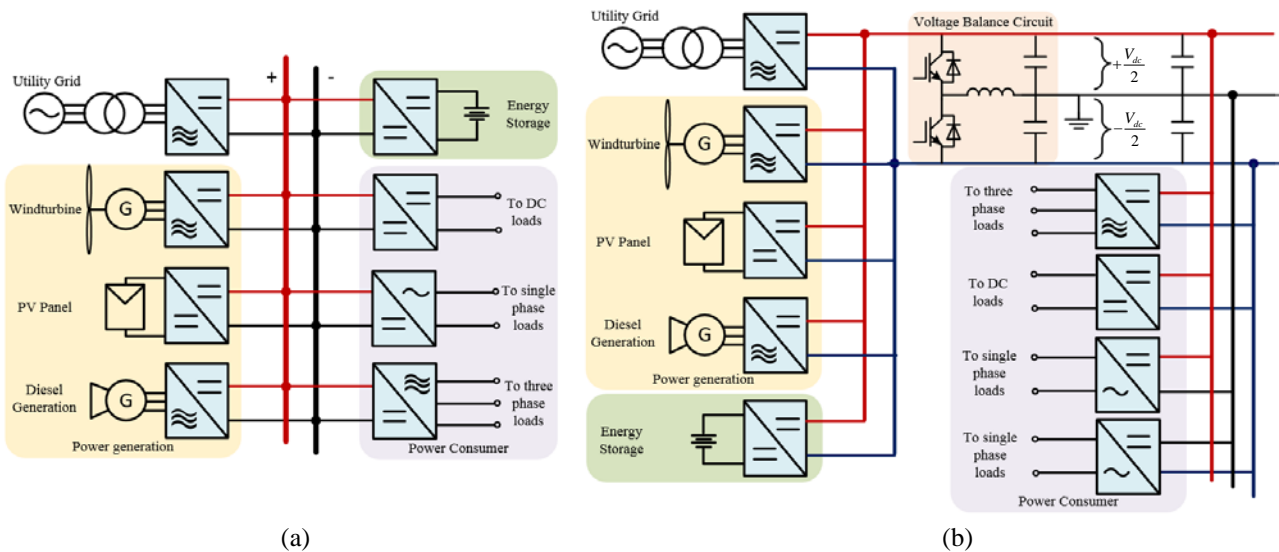 Utility Grid
+
-
Energy
Storage
Windturbine
G
To DC
loads
PV Panel
To single
phase
loads
Diesel
Generation
G
To three
phase
loads
Power generation
Power Consumer
(a)
Utility Grid
Voltage Balance Circuit
+V_dc/2
-V_dc/2
Windturbine
G
PV Panel
Diesel
Generation
G
Power generation
Energy
Storage
To three
phase
loads
To DC
loads
To single
phase
loads
To single
phase
loads
Power Consumer
(b)